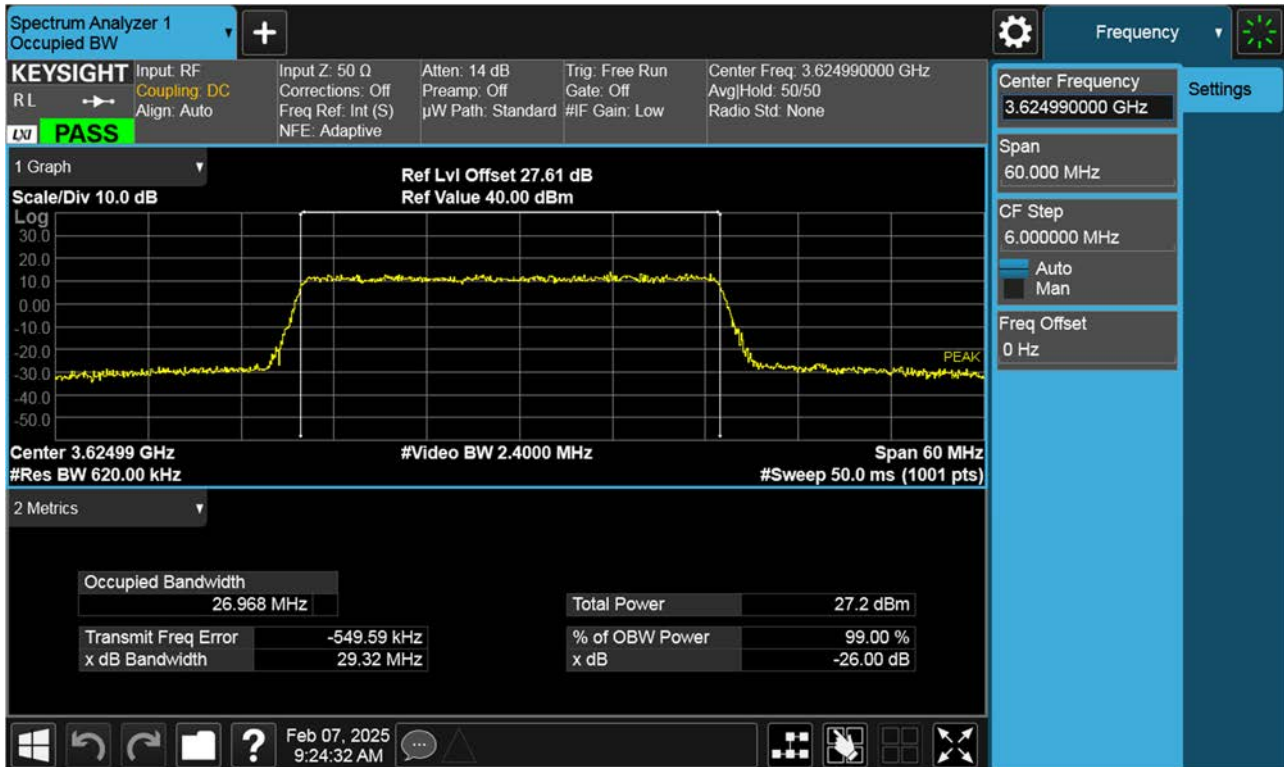 Spectrum Analyzer 1
Occupied BW
+
Frequency
KEYSIGHT
RL
LXI
PASS
Input: RF
Coupling: DC
Align: Auto
Input Z: 50 Ω
Corrections: Off
Freq Ref: Int (S)
NFE: Adaptive
Atten: 14 dB
Preamp: Off
µW Path: Standard
Trig: Free Run
Gate: Off
#IF Gain: Low
Center Freq: 3.624990000 GHz
Avg|Hold: 50/50
Radio Std: None
Center Frequency
3.624990000 GHz
Settings
Span
60.000 MHz
CF Step
6.000000 MHz
Auto
Man
Freq Offset
0 Hz
1 Graph
Scale/Div 10.0 dB
Ref Lvl Offset 27.61 dB
Ref Value 40.00 dBm
Log
30.0
20.0
10.0
0.00
-10.0
-20.0
-30.0
-40.0
-50.0
PEAK
Center 3.62499 GHz
#Video BW 2.4000 MHz
Span 60 MHz
#Res BW 620.00 kHz
#Sweep 50.0 ms (1001 pts)
2 Metrics
Occupied Bandwidth
26.968 MHz
Total Power 27.2 dBm
Transmit Freq Error -549.59 kHz
% of OBW Power 99.00 %
x dB Bandwidth 29.32 MHz
x dB -26.00 dB
?
Feb 07, 2025
9:24:32 AM